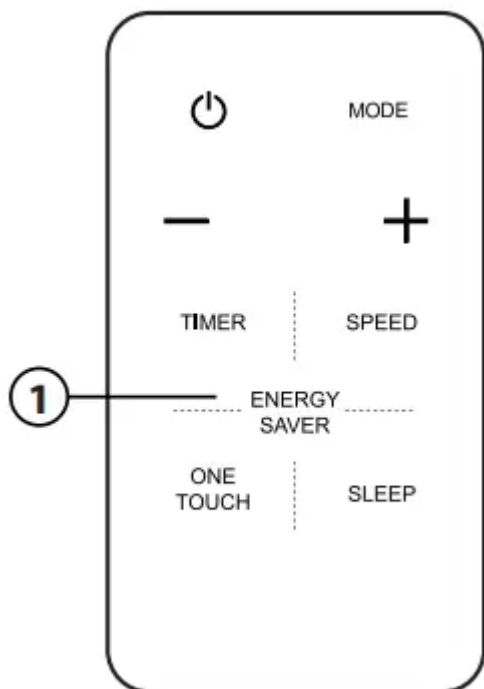 MODE
− +
TIMER SPEED
1
ENERGY
SAVER
ONE
TOUCH
SLEEP